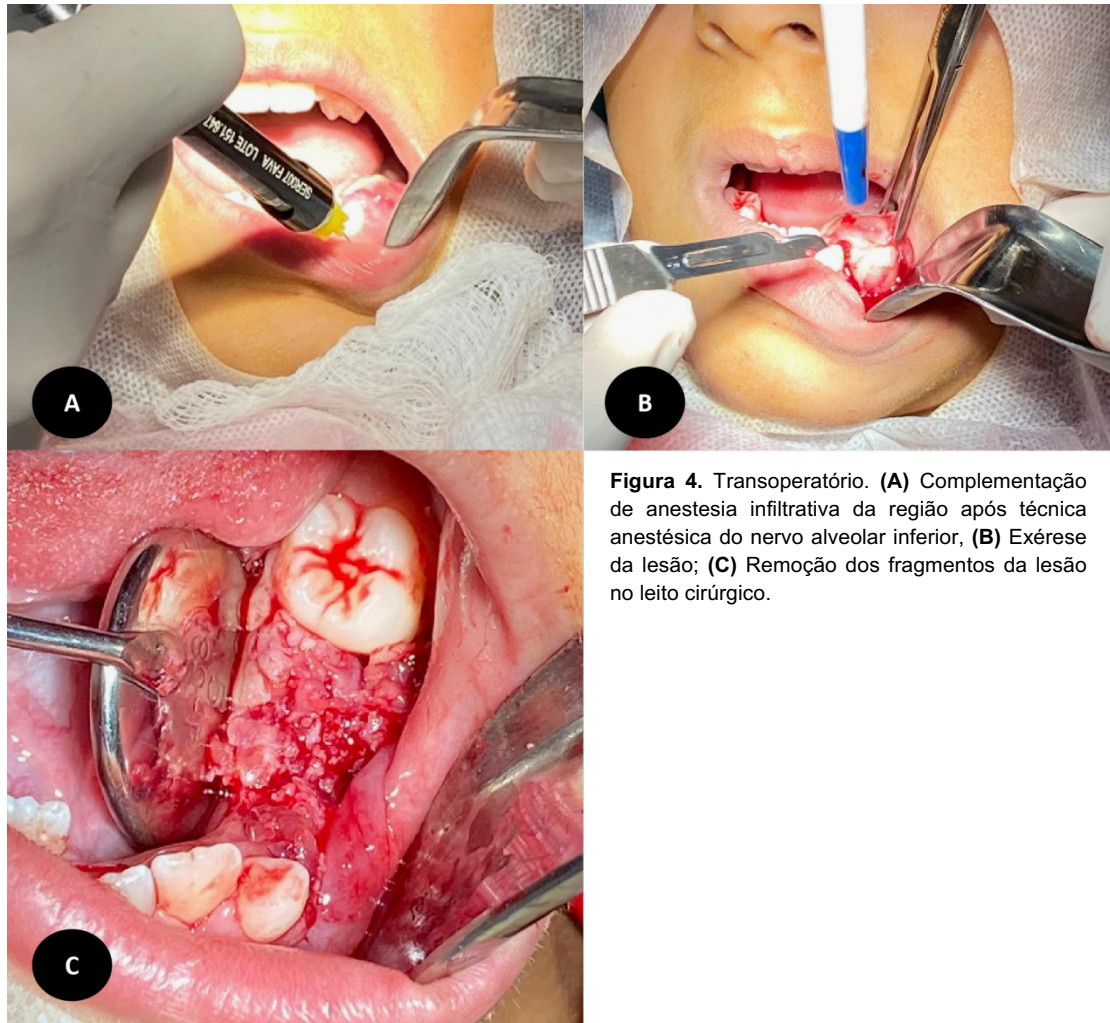 A
B
C
Figura 4. Transoperatório. (A) Complementação
de anestesia infiltrativa da região após técnica
anestésica do nervo alveolar inferior, (B) Exérese
da lesão; (C) Remoção dos fragmentos da lesão
no leito cirúrgico.